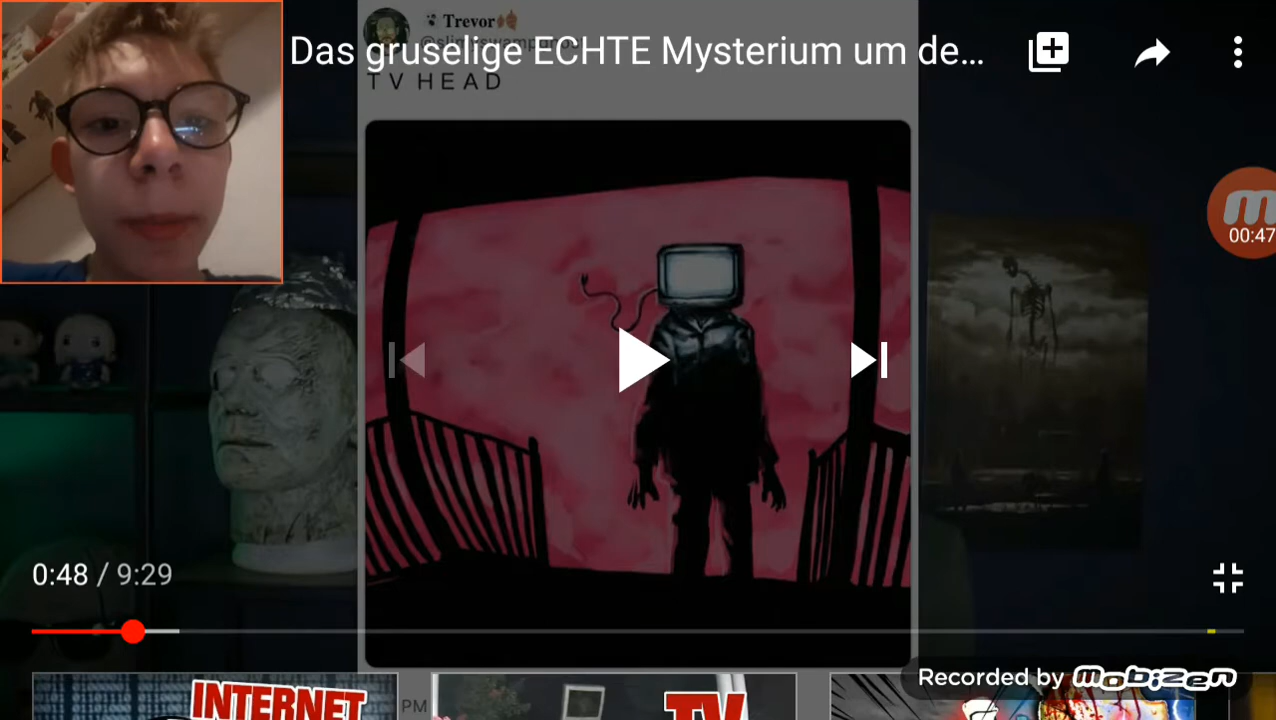 Trevor
Das gruselige ECHTE Mysterium um de...
TV HEAD
00:47
0:48 / 9:29
Recorded by mobizen
INTERNET
PM
TV